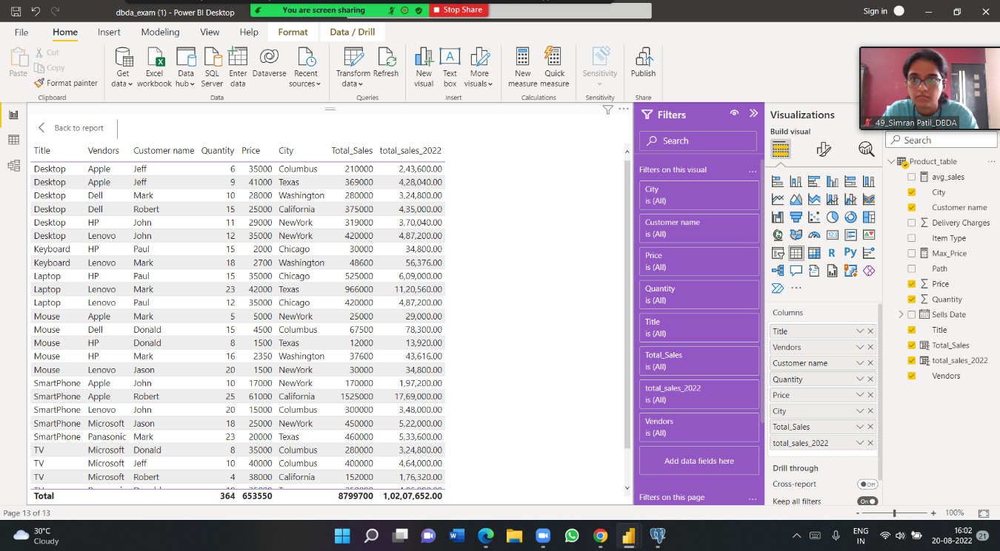 dbda_exam (1) - Power BI Desktop
You are screen sharing
Stop Share
Sign in
File Home Insert Modeling View Help Format Data / Drill
Paste
Cut
Copy
Format painter
Clipboard
Get data
Excel workbook
Data hub
SQL Server
Enter data
Dataverse
Recent sources
Data
Transform data
Refresh
Queries
New visual
Text box
More visuals
Insert
New measure
Quick measure
Calculations
Sensitivity
Sensitivity
Publish
Share
49_Simran Patil_DBDA
Back to report
Title Vendors Customer name Quantity Price City Total_Sales total_sales_2022
Desktop Apple Jeff 6 35000 Columbus 210000 2,43,600.00
Desktop Apple Jeff 9 41000 Texas 369000 4,28,040.00
Desktop Dell Mark 10 28000 Washington 280000 3,24,800.00
Desktop Dell Robert 15 25000 California 375000 4,35,000.00
Desktop HP John 11 29000 NewYork 319000 3,70,040.00
Desktop Lenovo John 12 35000 NewYork 420000 4,87,200.00
Keyboard HP Paul 15 2000 Chicago 30000 34,800.00
Keyboard Lenovo Mark 18 2700 Washington 48600 56,376.00
Laptop HP Paul 15 35000 Chicago 525000 6,09,000.00
Laptop Lenovo Mark 23 42000 Texas 966000 11,20,560.00
Laptop Lenovo Paul 12 35000 Chicago 420000 4,87,200.00
Mouse Apple Mark 5 5000 NewYork 25000 29,000.00
Mouse Dell Donald 15 4500 Columbus 67500 78,300.00
Mouse HP Donald 8 1500 Texas 12000 13,920.00
Mouse HP Mark 16 2350 Washington 37600 43,616.00
Mouse Lenovo Jason 20 1500 NewYork 30000 34,800.00
SmartPhone Apple John 10 17000 NewYork 170000 1,97,200.00
SmartPhone Apple Robert 25 61000 California 1525000 17,69,000.00
SmartPhone Lenovo John 20 15000 Columbus 300000 3,48,000.00
SmartPhone Microsoft Jason 18 25000 NewYork 450000 5,22,000.00
SmartPhone Panasonic Mark 23 20000 Texas 460000 5,33,600.00
TV Microsoft Donald 8 35000 Columbus 280000 3,24,800.00
TV Microsoft Jeff 10 40000 Columbus 400000 4,64,000.00
TV Microsoft Robert 4 38000 California 152000 1,76,320.00
Total 364 653550 8799700 1,02,07,652.00
Filters
Search
Filters on this visual ...
City
is (All)
Customer name
is (All)
Price
is (All)
Quantity
is (All)
Title
is (All)
Total_Sales
is (All)
total_sales_2022
is (All)
Vendors
is (All)
Add data fields here
Filters on this page ...
Visualizations
Build visual
123
R Py
...
Columns
Title
Vendors
Customer name
Quantity
Price
City
Total_Sales
total_sales_2022
Drill through
Cross-report Off
Keep all filters On
Search
Product_table ...
avg_sales
City
Customer name
Delivery Charges
Item Type
Max_Price
Path
Price
Quantity
Sells Date
Title
Total_Sales
total_sales_2022
Vendors
Page 13 of 13
- + 100%
30°C
Cloudy
ENG
IN
16:02
20-08-2022
21